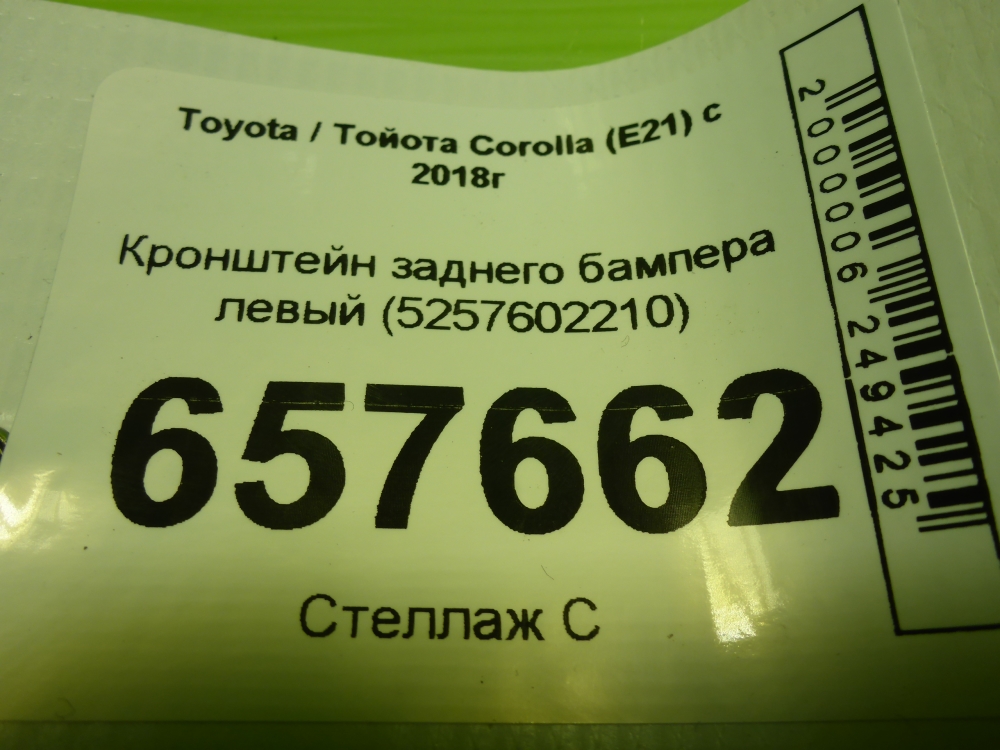 Toyota / Тойота Corolla (E21) с
2018г
Кронштейн заднего бампера
левый (5257602210)
657662
Стеллаж С
2000006249425